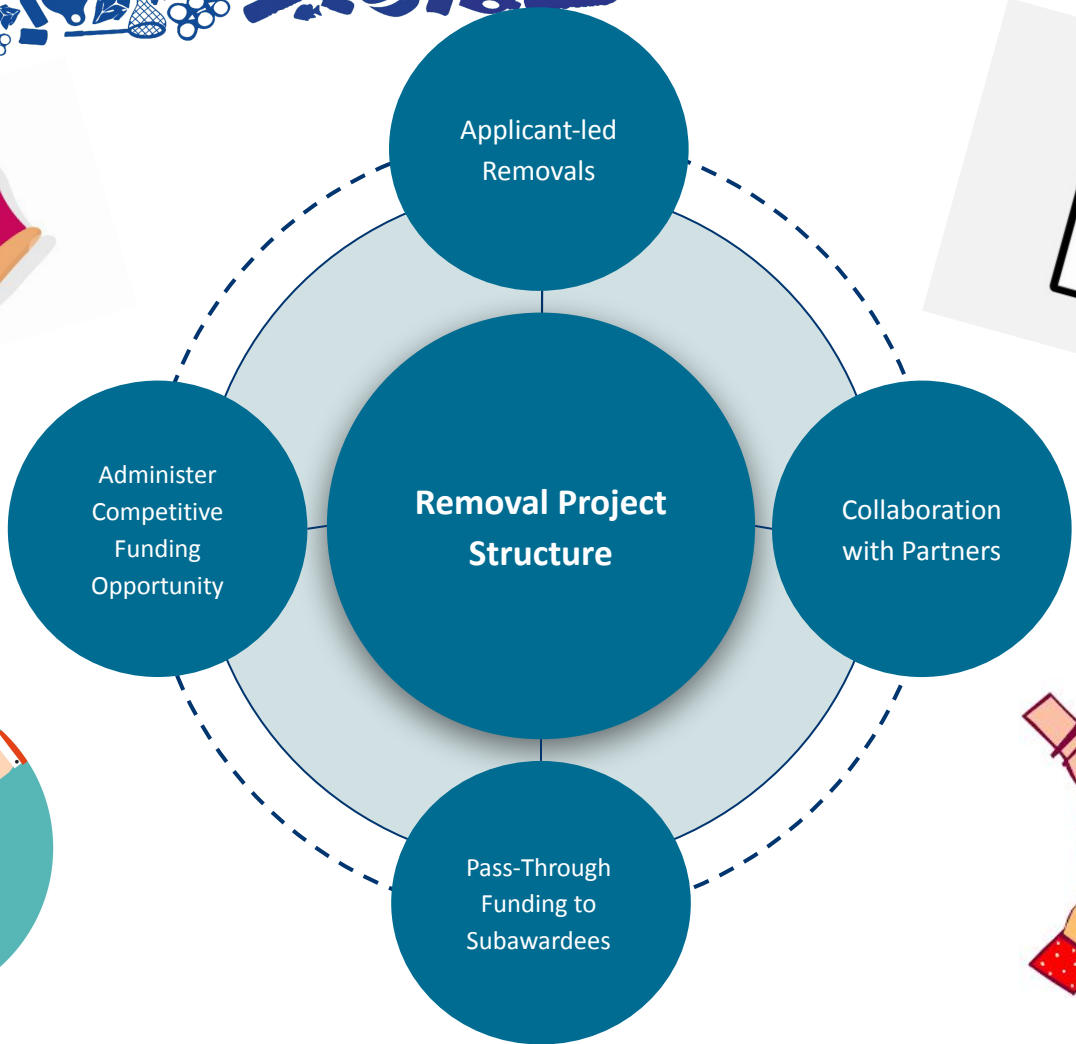 Applicant-led
Removals
Administer
Competitive
Funding
Opportunity
Removal Project
Structure
Collaboration
with Partners
Pass-Through
Funding to
Subawardees